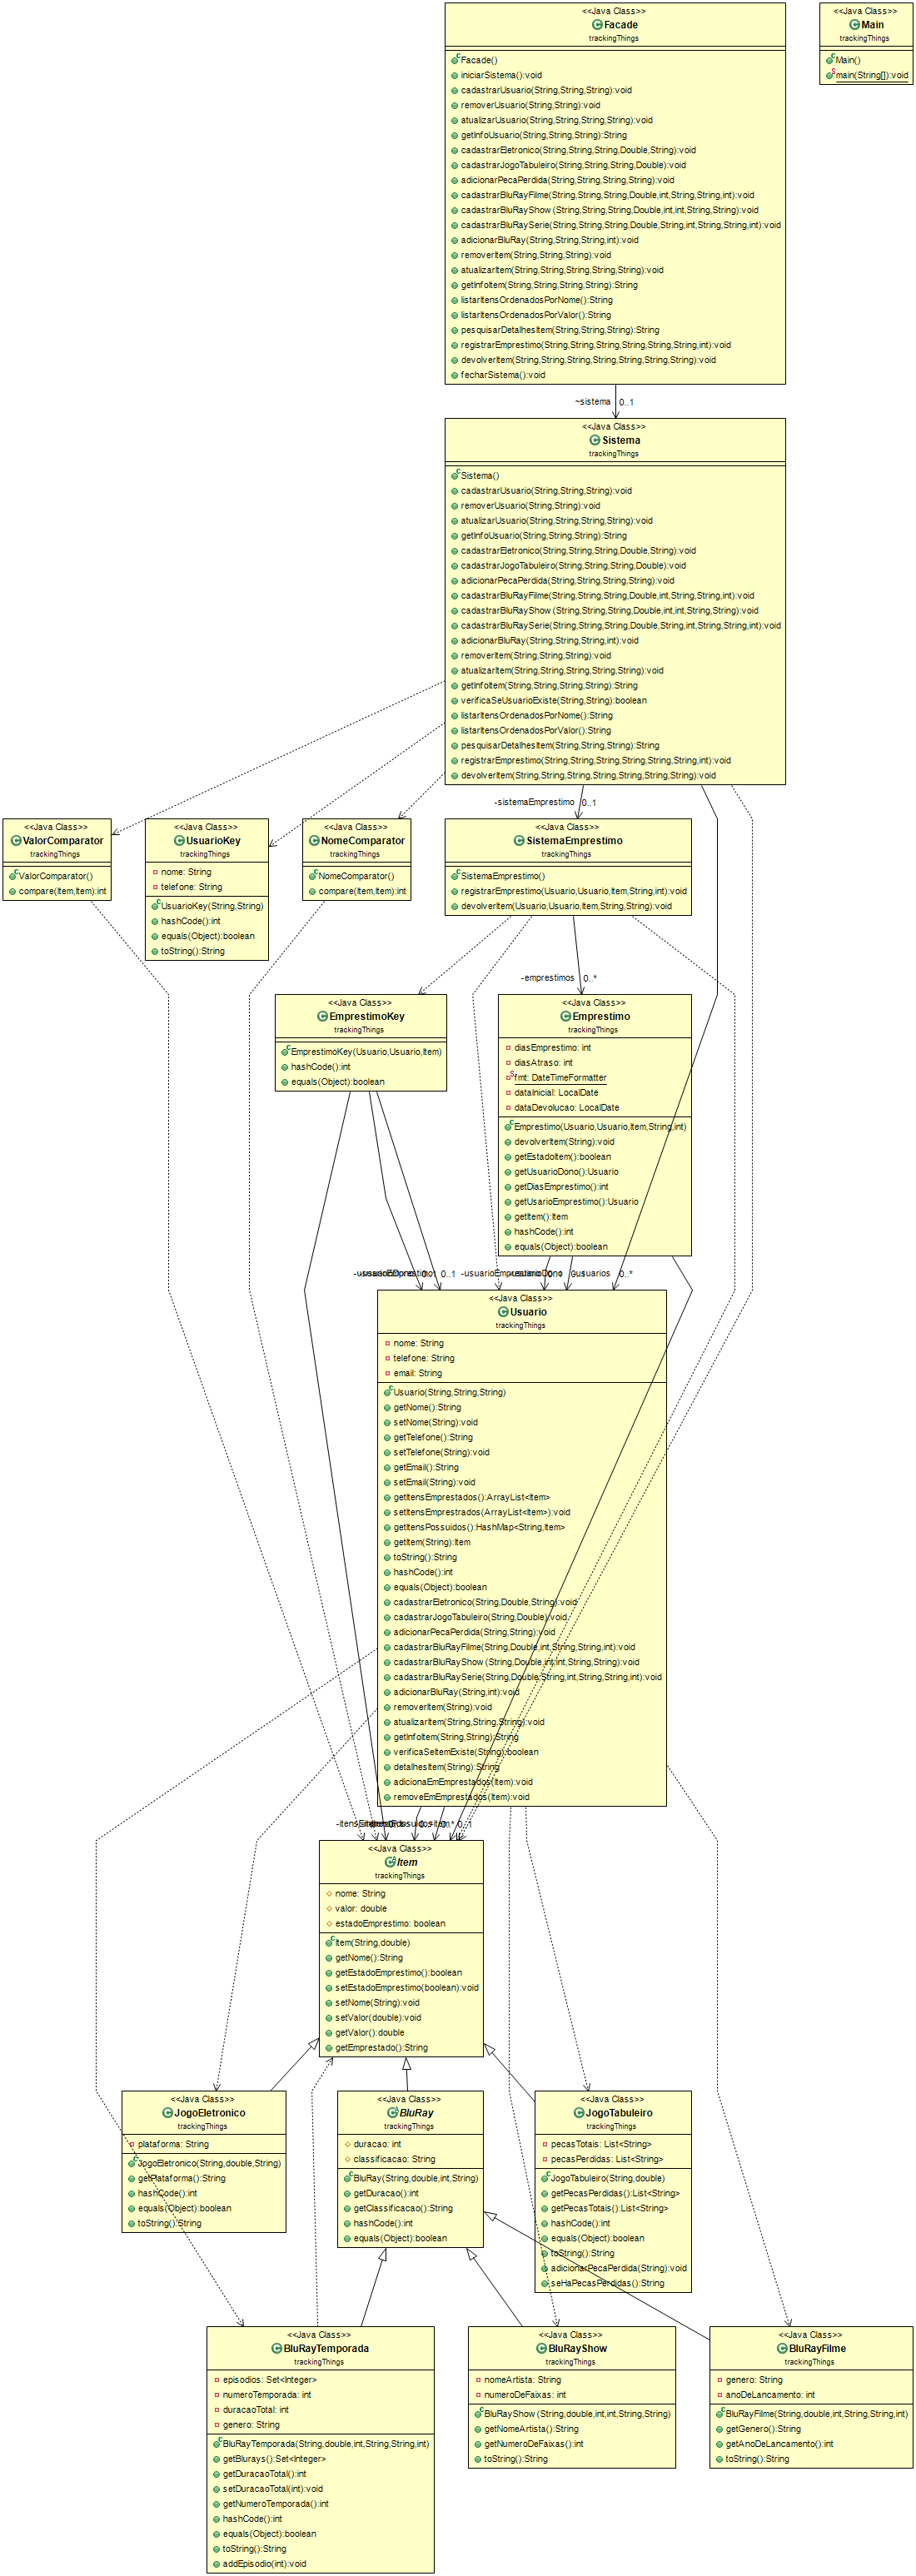 <<Java Class>>
Facade
trackingThings
Facade()
iniciarSistema():void
cadastrarUsuario(String,String,String):void
removerUsuario(String,String):void
atualizarUsuario(String,String,String,String):void
getInfoUsuario(String,String,String):String
cadastrarEletronico(String,String,String,Double,String):void
cadastrarJogoTabuleiro(String,String,String,Double):void
adicionarPecaPerdida(String,String,String,String):void
cadastrarBluRayFilme(String,String,String,Double,int,String,String,int):void
cadastrarBluRayShow(String,String,String,Double,int,int,String,String):void
cadastrarBluRaySerie(String,String,String,Double,String,int,String,String,int):void
adicionarBluRay(String,String,String,int):void
removerItem(String,String,String):void
atualizarItem(String,String,String,String,String):void
getInfoItem(String,String,String,String):String
listarItensOrdenadosPorNome():String
listarItensOrdenadosPorValor():String
pesquisarDetalhesItem(String,String,String):String
registrarEmprestimo(String,String,String,String,String,String,int):void
devolverItem(String,String,String,String,String,String,String):void
fecharSistema():void
<<Java Class>>
Main
trackingThings
Main()
main(String[]):void
~sistema 0..1
<<Java Class>>
Sistema
trackingThings
Sistema()
cadastrarUsuario(String,String,String):void
removerUsuario(String,String):void
atualizarUsuario(String,String,String,String):void
getInfoUsuario(String,String,String):String
cadastrarEletronico(String,String,String,Double,String):void
cadastrarJogoTabuleiro(String,String,String,Double):void
adicionarPecaPerdida(String,String,String,String):void
cadastrarBluRayFilme(String,String,String,Double,int,String,String,int):void
cadastrarBluRayShow(String,String,String,Double,int,int,String,String):void
cadastrarBluRaySerie(String,String,String,Double,String,int,String,String,int):void
adicionarBluRay(String,String,String,int):void
removerItem(String,String,String):void
atualizarItem(String,String,String,String,String):void
getInfoItem(String,String,String,String):String
verificaSeUsuarioExiste(String,String):boolean
listarItensOrdenadosPorNome():String
listarItensOrdenadosPorValor():String
pesquisarDetalhesItem(String,String,String):String
registrarEmprestimo(String,String,String,String,String,String,int):void
devolverItem(String,String,String,String,String,String,String):void
-sistemaEmprestimo 0..1
<<Java Class>>
ValorComparator
trackingThings
ValorComparator()
compare(Item,Item):int
<<Java Class>>
UsuarioKey
trackingThings
nome: String
telefone: String
UsuarioKey(String,String)
hashCode():int
equals(Object):boolean
toString():String
<<Java Class>>
NomeComparator
trackingThings
NomeComparator()
compare(Item,Item):int
<<Java Class>>
SistemaEmprestimo
trackingThings
SistemaEmprestimo()
registrarEmprestimo(Usuario,Usuario,Item,String,int):void
devolverItem(Usuario,Usuario,Item,String,String):void
-emprestimos 0..*
<<Java Class>>
EmprestimoKey
trackingThings
EmprestimoKey(Usuario,Usuario,Item)
hashCode():int
equals(Object):boolean
<<Java Class>>
Emprestimo
trackingThings
diasEmprestimo: int
diasAtraso: int
fmt: DateTimeFormatter
dataInicial: LocalDate
dataDevolucao: LocalDate
Emprestimo(Usuario,Usuario,Item,String,int)
devolverItem(String):void
getEstadoItem():boolean
getUsuarioDono():Usuario
getDiasEmprestimo():int
getUsarioEmprestimo():Usuario
getItem():Item
hashCode():int
equals(Object):boolean
0..1 0..*
<<Java Class>>
Usuario
trackingThings
nome: String
telefone: String
email: String
Usuario(String,String,String)
getNome():String
setNome(String):void
getTelefone():String
setTelefone(String):void
getEmail():String
setEmail(String):void
getItensEmprestados():ArrayList<Item>
setItensEmprestrados(ArrayList<Item>):void
getItensPossuidos():HashMap<String,Item>
getItem(String):Item
toString():String
hashCode():int
equals(Object):boolean
cadastrarEletronico(String,Double,String):void
cadastrarJogoTabuleiro(String,Double):void
adicionarPecaPerdida(String,String):void
cadastrarBluRayFilme(String,Double,int,String,String,int):void
cadastrarBluRayShow(String,Double,int,int,String,String):void
cadastrarBluRaySerie(String,Double,String,int,String,String,int):void
adicionarBluRay(String,int):void
removerItem(String):void
atualizarItem(String,String,String):void
getInfoItem(String,String):String
verificaSeItemExiste(String):boolean
detalhesItem(String):String
adicionaEmEmprestados(Item):void
removeEmEmprestados(Item):void
0..1
<<Java Class>>
Item
trackingThings
nome: String
valor: double
estadoEmprestimo: boolean
Item(String,double)
getNome():String
getEstadoEmprestimo():boolean
setEstadoEmprestimo(boolean):void
setNome(String):void
setValor(double):void
getValor():double
getEmprestado():String
<<Java Class>>
JogoEletronico
trackingThings
plataforma: String
JogoEletronico(String,double,String)
getPlataforma():String
hashCode():int
equals(Object):boolean
toString():String
<<Java Class>>
BluRay
trackingThings
duracao: int
classificacao: String
BluRay(String,double,int,String)
getDuracao():int
getClassificacao():String
hashCode():int
equals(Object):boolean
<<Java Class>>
JogoTabuleiro
trackingThings
pecasTotais: List<String>
pecasPerdidas: List<String>
JogoTabuleiro(String,double)
getPecasPerdidas():List<String>
getPecasTotais():List<String>
hashCode():int
equals(Object):boolean
toString():String
adicionarPecaPerdida(String):void
seHaPecasPerdidas():String
<<Java Class>>
BluRayTemporada
trackingThings
episodios: Set<Integer>
numeroTemporada: int
duracaoTotal: int
genero: String
BluRayTemporada(String,double,int,String,String,int)
getBlurays():Set<Integer>
getDuracaoTotal():int
setDuracaoTotal(int):void
getNumeroTemporada():int
hashCode():int
equals(Object):boolean
toString():String
addEpisodio(int):void
<<Java Class>>
BluRayShow
trackingThings
nomeArtista: String
numeroDeFaixas: int
BluRayShow(String,double,int,int,String,String)
getNomeArtista():String
getNumeroDeFaixas():int
toString():String
<<Java Class>>
BluRayFilme
trackingThings
genero: String
anoDeLancamento: int
BluRayFilme(String,double,int,String,String,int)
getGenero():String
getAnoDeLancamento():int
toString():String